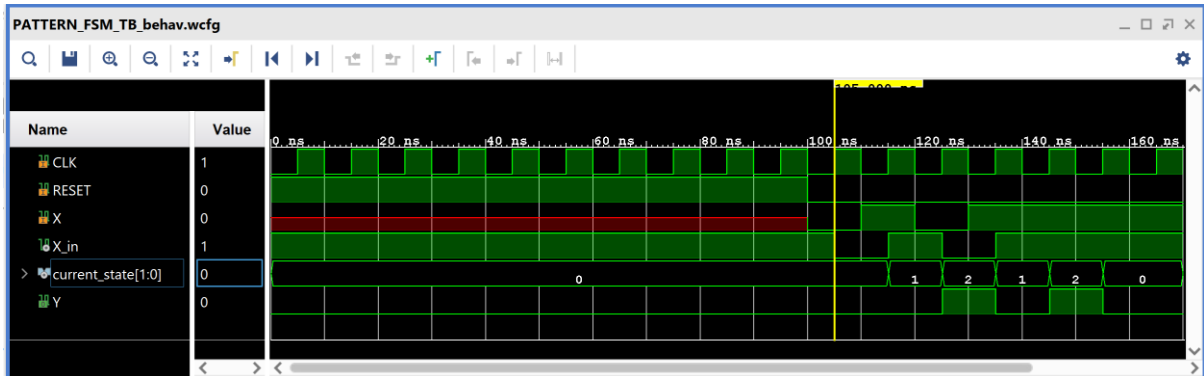 PATTERN_FSM_TB_behav.wcfg
Name Value
0 ns 20 ns 40 ns 60 ns 80 ns 100 ns 120 ns 140 ns 160 ns
CLK 1
RESET 0
X 0
X_in 1
current_state[1:0] 0 0 1 2 1 2 0
Y 0